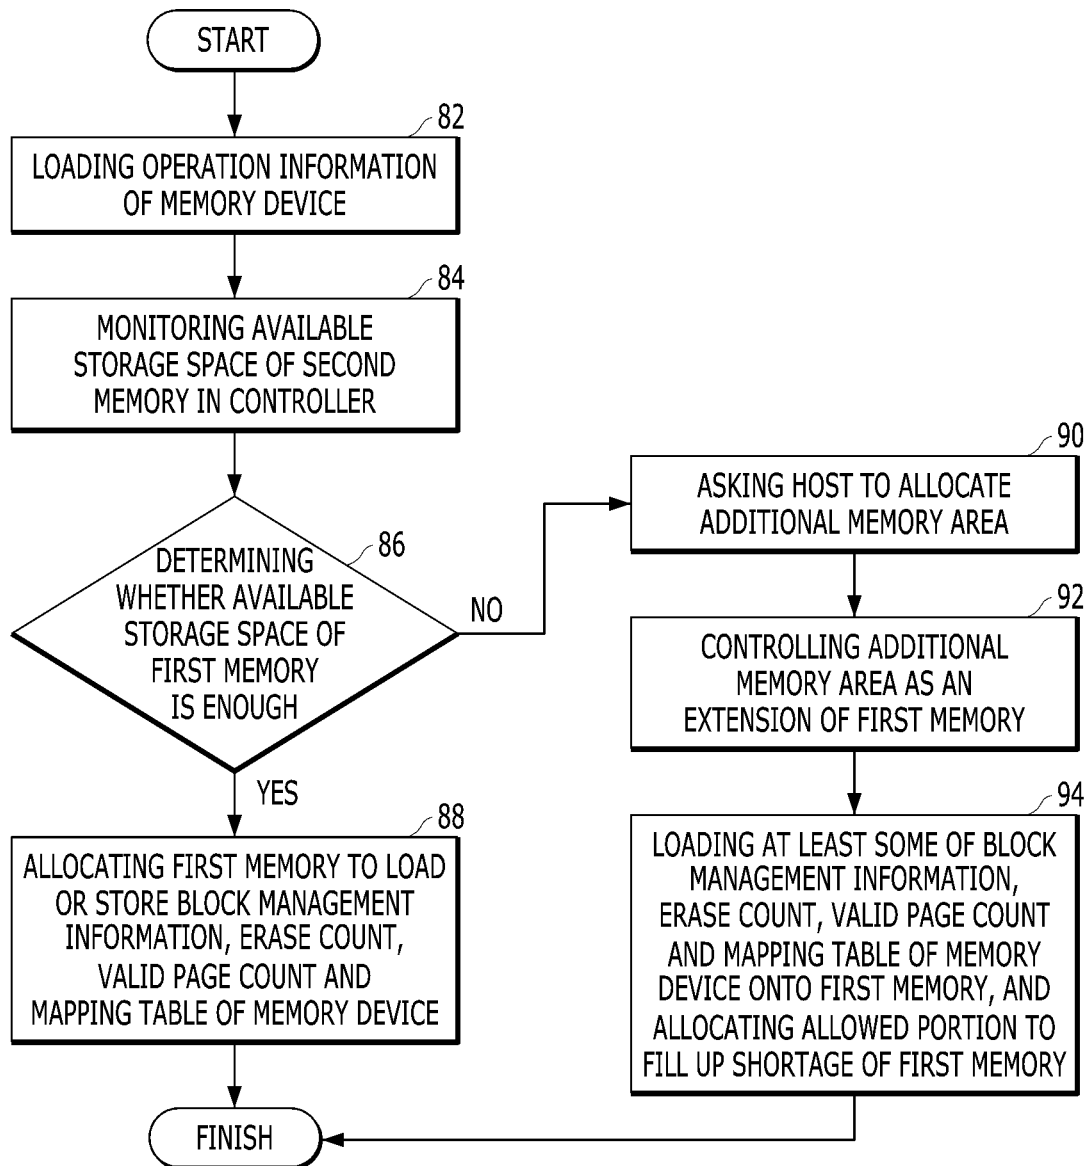 START
82
LOADING OPERATION INFORMATION
OF MEMORY DEVICE
84
MONITORING AVAILABLE
STORAGE SPACE OF SECOND
MEMORY IN CONTROLLER
86
DETERMINING
WHETHER AVAILABLE
STORAGE SPACE OF
FIRST MEMORY
IS ENOUGH
NO
YES
88
ALLOCATING FIRST MEMORY TO LOAD
OR STORE BLOCK MANAGEMENT
INFORMATION, ERASE COUNT,
VALID PAGE COUNT AND
MAPPING TABLE OF MEMORY DEVICE
90
ASKING HOST TO ALLOCATE
ADDITIONAL MEMORY AREA
92
CONTROLLING ADDITIONAL
MEMORY AREA AS AN
EXTENSION OF FIRST MEMORY
94
LOADING AT LEAST SOME OF BLOCK
MANAGEMENT INFORMATION,
ERASE COUNT, VALID PAGE COUNT
AND MAPPING TABLE OF MEMORY
DEVICE ONTO FIRST MEMORY, AND
ALLOCATING ALLOWED PORTION TO
FILL UP SHORTAGE OF FIRST MEMORY
FINISH